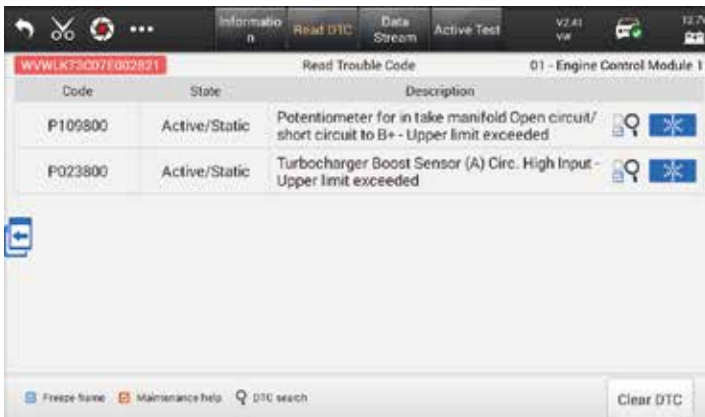 Informatio
n
Read DTC
Data
Stream
Active Test
V2.41
VW
Read Trouble Code
01 - Engine Control Module 1
Code
State
Description
P109800
Active/Static
Potentiometer for in take manifold Open circuit/
short circuit to B+ - Upper limit exceeded
P023800
Active/Static
Turbocharger Boost Sensor (A) Circ. High Input -
Upper limit exceeded
Freeze frame
Maintenance help
DTC search
Clear DTC